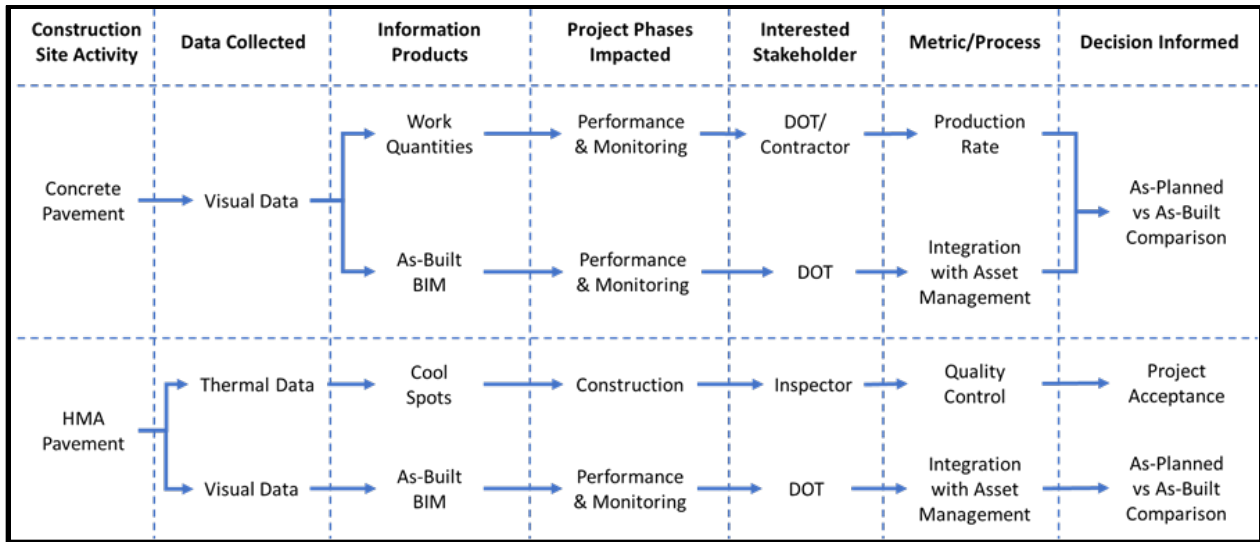 Construction
Site Activity
Data Collected
Information
Products
Project Phases
Impacted
Interested
Stakeholder
Metric/Process
Decision Informed
Concrete
Pavement
Visual Data
Work
Quantities
Performance
& Monitoring
DOT/
Contractor
Production
Rate
As-Built
BIM
Performance
& Monitoring
DOT
Integration
with Asset
Management
As-Planned
vs As-Built
Comparison
HMA
Pavement
Thermal Data
Cool
Spots
Construction
Inspector
Quality
Control
Project
Acceptance
Visual Data
As-Built
BIM
Performance
& Monitoring
DOT
Integration
with Asset
Management
As-Planned
vs As-Built
Comparison